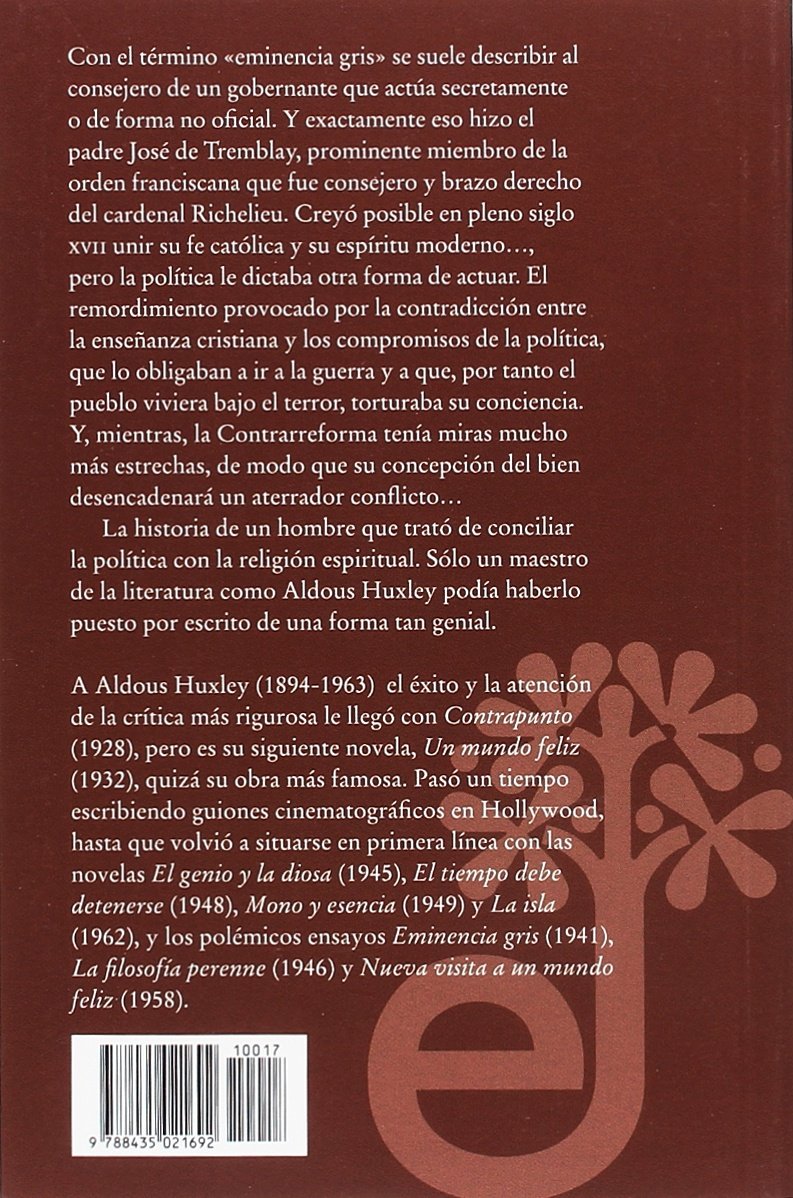 Con el término «eminencia gris» se suele describir al
consejero de un gobernante que actúa secretamente
o de forma no oficial. Y exactamente eso hizo el
padre José de Tremblay, prominente miembro de la
orden franciscana que fue consejero y brazo derecho
del cardenal Richelieu. Creyó posible en pleno siglo
XVII unir su fe católica y su espíritu moderno…,
pero la política le dictaba otra forma de actuar. El
remordimiento provocado por la contradicción entre
la enseñanza cristiana y los compromisos de la política,
que lo obligaban a ir a la guerra y a que, por tanto el
pueblo viviera bajo el terror, torturaba su conciencia.
Y, mientras, la Contrarreforma tenía miras mucho
más estrechas, de modo que su concepción del bien
desencadenará un aterrador conflicto…
La historia de un hombre que trató de conciliar
la política con la religión espiritual. Sólo un maestro
de la literatura como Aldous Huxley podía haberlo
puesto por escrito de una forma tan genial.
A Aldous Huxley (1894-1963) el éxito y la atención
de la crítica más rigurosa le llegó con Contrapunto
(1928), pero es su siguiente novela, Un mundo feliz
(1932), quizá su obra más famosa. Pasó un tiempo
escribiendo guiones cinematográficos en Hollywood,
hasta que volvió a situarse en primera línea con las
novelas El genio y la diosa (1945), El tiempo debe
detenerse (1948), Mono y esencia (1949) y La isla
(1962), y los polémicos ensayos Eminencia gris (1941),
La filosofía perenne (1946) y Nueva visita a un mundo
feliz (1958).
10017
9 788435 021692
ej